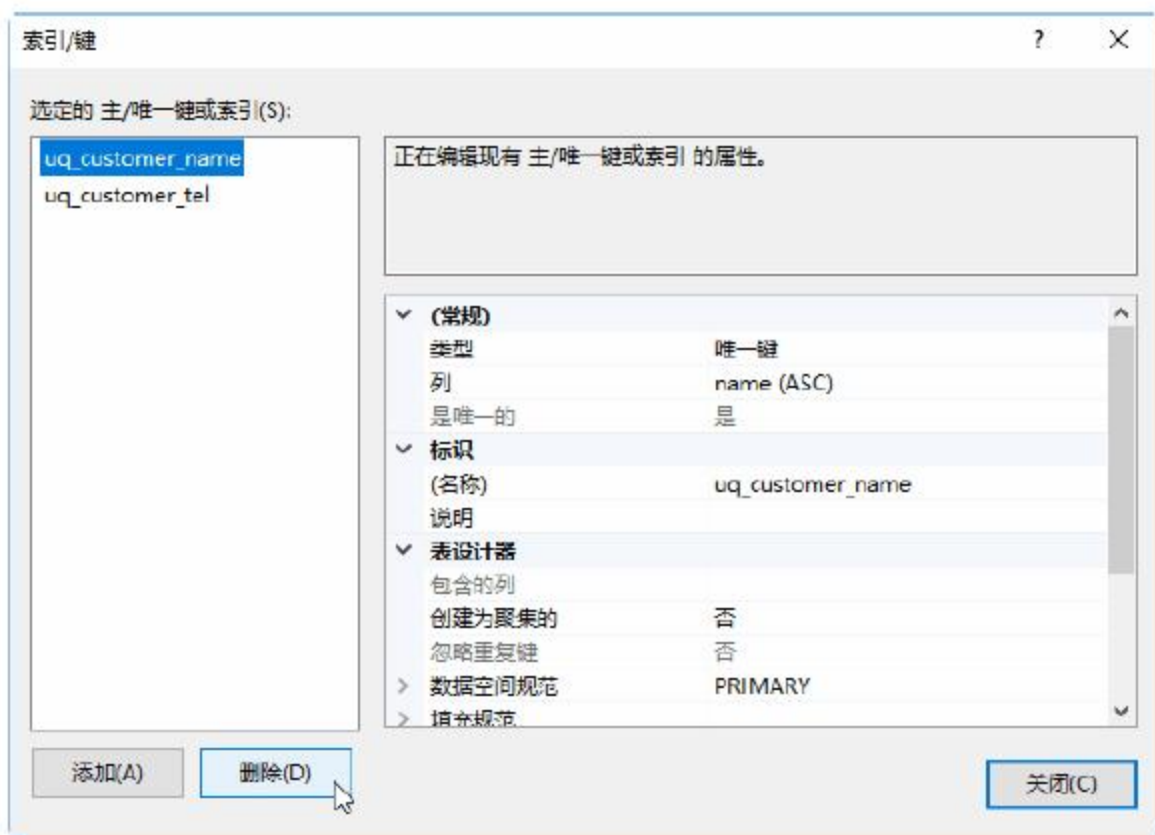 索引/键
?
选定的 主/唯一键或索引(S):
uq_customer_name
uq_customer_tel
正在编辑现有 主/唯一键或索引 的属性。
(常规)
类型 唯一键
列 name (ASC)
是唯一的 是
标识
(名称) uq_customer_name
说明
表设计器
包含的列
创建为聚集的 否
忽略重复键 否
数据空间规范 PRIMARY
填充规范
添加(A) 删除(D)
关闭(C)